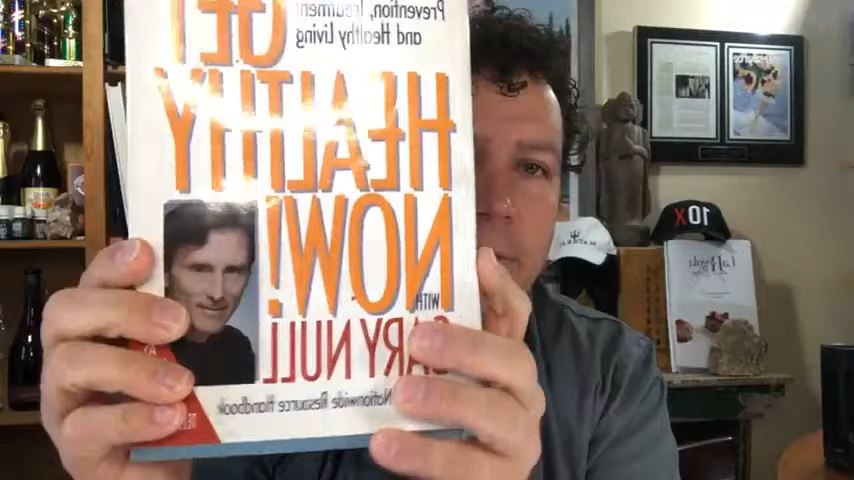 Prevention, Treatment
and Healthy Living
GET
HEALTHY
NOW!
WITH
GARY NULL
Nationwide Resource Handbook
10X